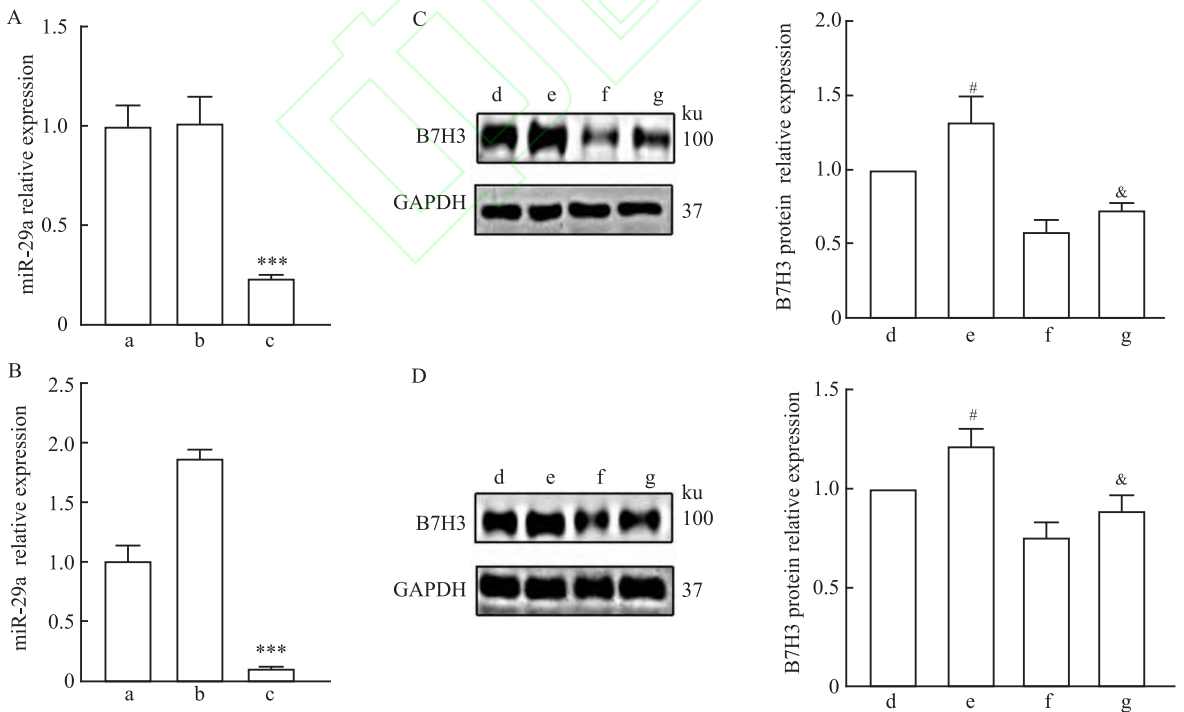 A
1.5
1.0
0.5
0
miR-29a relative expression
***
a b c
C
d e f g
ku
B7H3
100
GAPDH
37
2.0
1.5
1.0
0.5
0
B7H3 protein relative expression
#
&
d e f g
B
2.5
2.0
1.5
1.0
0.5
0
miR-29a relative expression
***
a b c
D
d e f g
ku
B7H3
100
GAPDH
37
1.5
1.0
0.5
0
B7H3 protein relative expression
#
&
d e f g